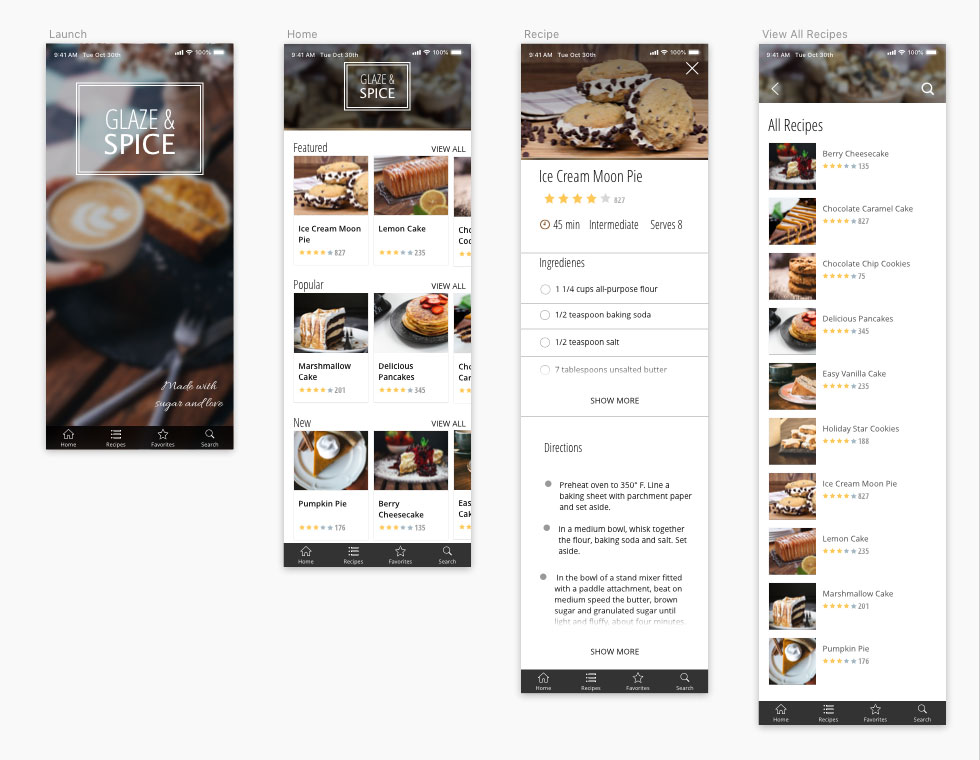 Launch
9:41 AM Tue Oct 30th 100%
GLAZE &
SPICE
Made with
sugar and love
Home Recipes Favorites Search
Home
9:41 AM Tue Oct 30th 100%
GLAZE &
SPICE
Featured VIEW ALL
Ice Cream Moon
Pie
827
Lemon Cake
235
Cho
Coo
Popular VIEW ALL
Marshmallow
Cake
201
Delicious
Pancakes
345
Cho
Car
New VIEW ALL
Pumpkin Pie
176
Berry
Cheesecake
135
Eas
Cak
Home Recipes Favorites Search
Recipe
9:41 AM Tue Oct 30th 100%
Ice Cream Moon Pie
827
45 min Intermediate Serves 8
Ingredienes
1 1/4 cups all-purpose flour
1/2 teaspoon baking soda
1/2 teaspoon salt
7 tablespoons unsalted butter
SHOW MORE
Directions
Preheat oven to 350° F. Line a
baking sheet with parchment paper
and set aside.
In a medium bowl, whisk together
the flour, baking soda and salt. Set
aside.
In the bowl of a stand mixer fitted
with a paddle attachment, beat on
medium speed the butter, brown
sugar and granulated sugar until
light and fluffy, about four minutes.
SHOW MORE
Home Recipes Favorites Search
View All Recipes
9:41 AM Tue Oct 30th 100%
All Recipes
Berry Cheesecake
135
Chocolate Caramel Cake
827
Chocolate Chip Cookies
75
Delicious Pancakes
345
Easy Vanilla Cake
235
Holiday Star Cookies
188
Ice Cream Moon Pie
827
Lemon Cake
235
Marshmallow Cake
201
Pumpkin Pie
176
Home Recipes Favorites Search